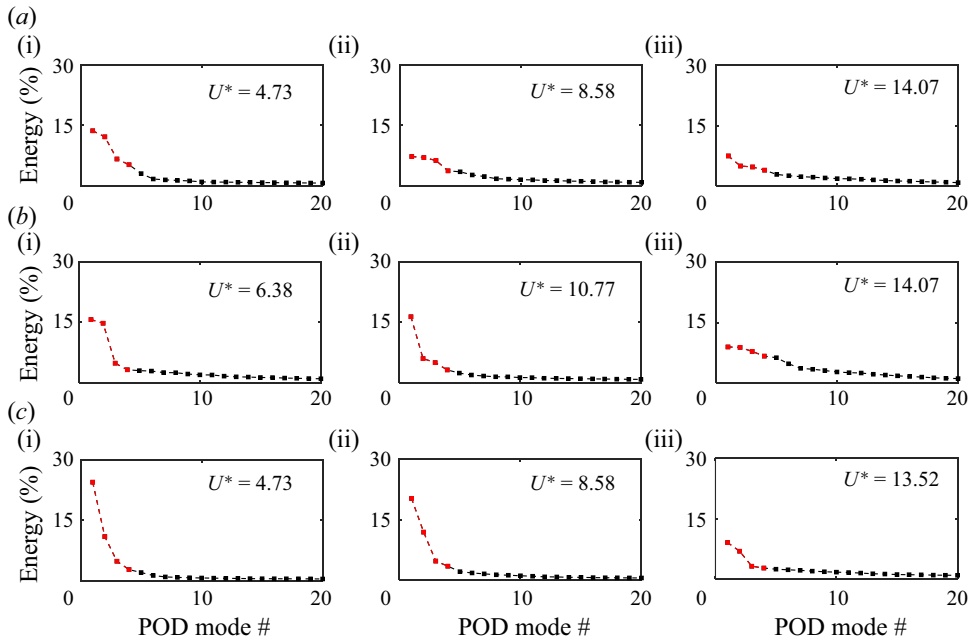 (a)
(i) (ii) (iii)
Energy (%)
30 30 30
U* = 4.73 U* = 8.58 U* = 14.07
15 15 15
0 10 20 0 10 20 0 10 20
(b)
(i) (ii) (iii)
Energy (%)
30 30 30
U* = 6.38 U* = 10.77 U* = 14.07
15 15 15
0 10 20 0 10 20 0 10 20
(c)
(i) (ii) (iii)
Energy (%)
30 30 30
U* = 4.73 U* = 8.58 U* = 13.52
15 15 15
0 10 20 0 10 20 0 10 20
POD mode # POD mode # POD mode #